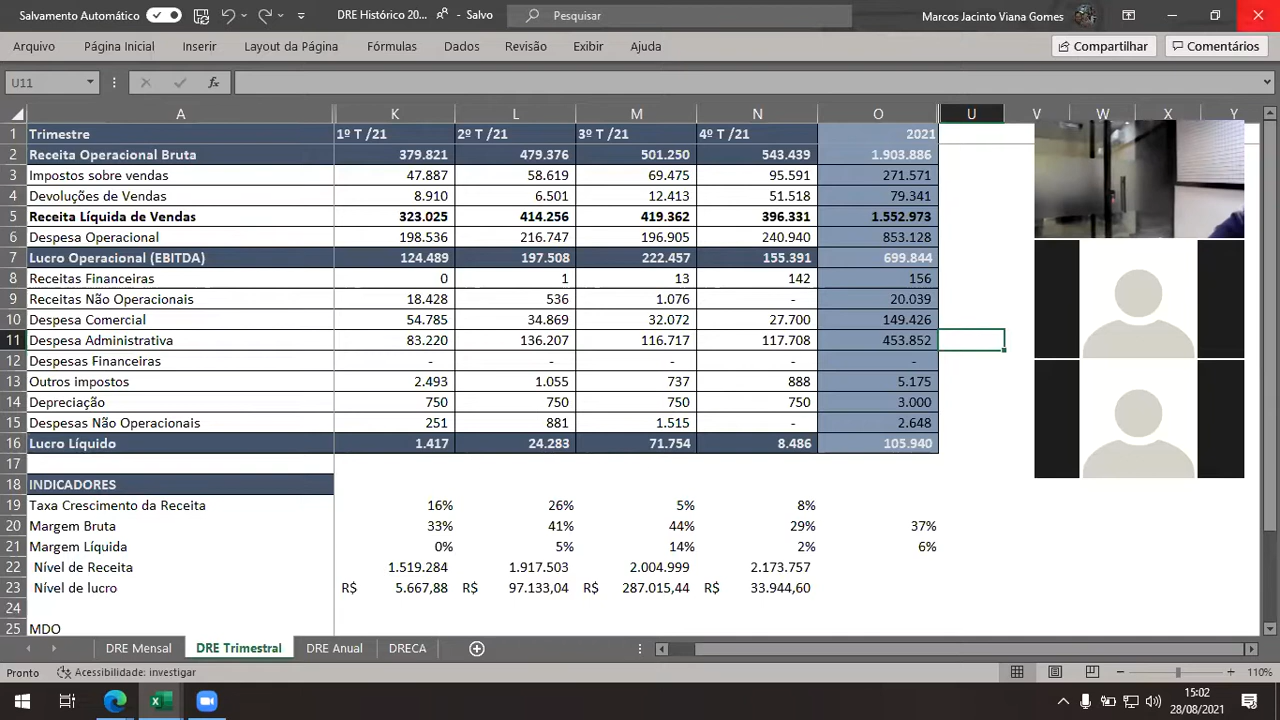 Salvamento Automático DRE Histórico 20... - Salvo Pesquisar Marcos Jacinto Viana Gomes
Arquivo Página Inicial Inserir Layout da Página Fórmulas Dados Revisão Exibir Ajuda Compartilhar Comentários
U11 fx
A K L M N O U V W X Y
1 Trimestre 1º T /21 2º T /21 3º T /21 4º T /21 2021
2 Receita Operacional Bruta 379.821 479.376 501.250 543.439 1.903.886
3 Impostos sobre vendas 47.887 58.619 69.475 95.591 271.571
4 Devoluções de Vendas 8.910 6.501 12.413 51.518 79.341
5 Receita Líquida de Vendas 323.025 414.256 419.362 396.331 1.552.973
6 Despesa Operacional 198.536 216.747 196.905 240.940 853.128
7 Lucro Operacional (EBITDA) 124.489 197.508 222.457 155.391 699.844
8 Receitas Financeiras 0 1 13 142 156
9 Receitas Não Operacionais 18.428 536 1.076 - 20.039
10 Despesa Comercial 54.785 34.869 32.072 27.700 149.426
11 Despesa Administrativa 83.220 136.207 116.717 117.708 453.852
12 Despesas Financeiras - - - - -
13 Outros impostos 2.493 1.055 737 888 5.175
14 Depreciação 750 750 750 750 3.000
15 Despesas Não Operacionais 251 881 1.515 - 2.648
16 Lucro Líquido 1.417 24.283 71.754 8.486 105.940
17
18 INDICADORES
19 Taxa Crescimento da Receita 16% 26% 5% 8%
20 Margem Bruta 33% 41% 44% 29% 37%
21 Margem Líquida 0% 5% 14% 2% 6%
22 Nível de Receita 1.519.284 1.917.503 2.004.999 2.173.757
23 Nível de lucro R$ 5.667,88 R$ 97.133,04 R$ 287.015,44 R$ 33.944,60
24
25 MDO
DRE Mensal DRE Trimestral DRE Anual DRECA
Pronto Acessibilidade: investigar 110%
15:02
28/08/2021